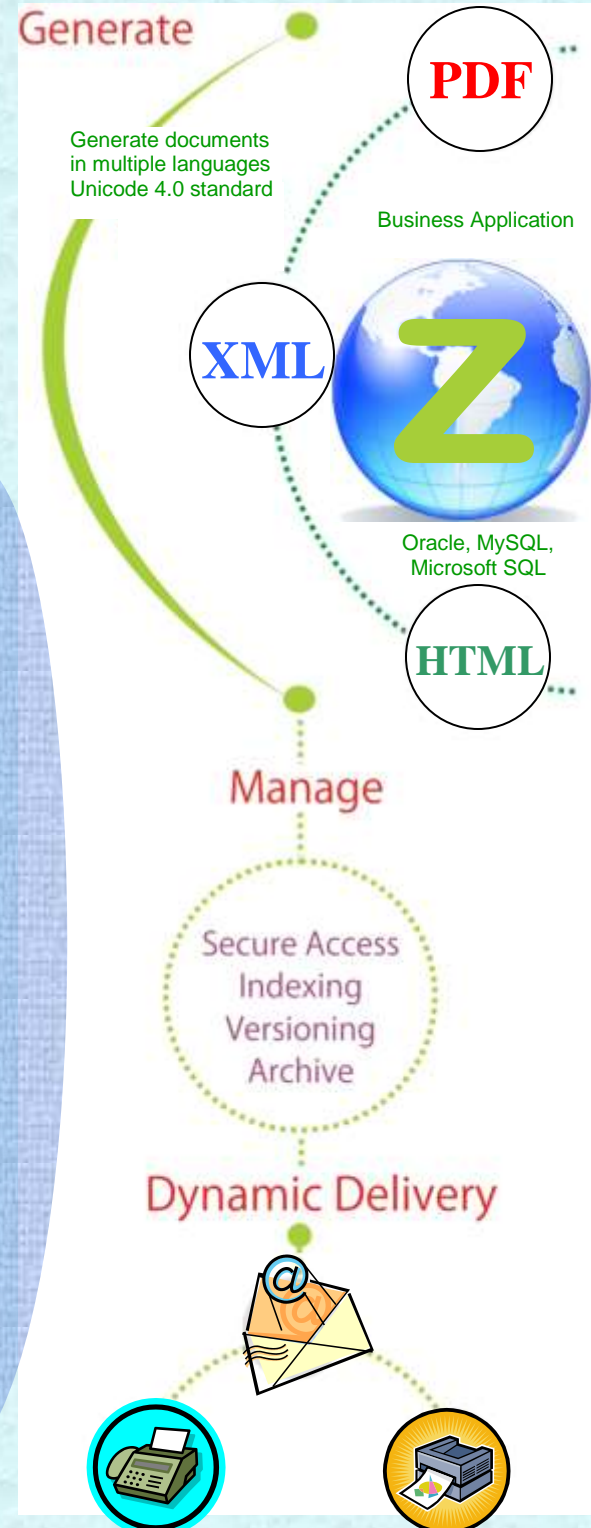 Generate
PDF
Generate documents
in multiple languages
Unicode 4.0 standard
Business Application
XML
Z
Oracle, MySQL,
Microsoft SQL
HTML
Manage
Secure Access
Indexing
Versioning
Archive
Dynamic Delivery
@
@